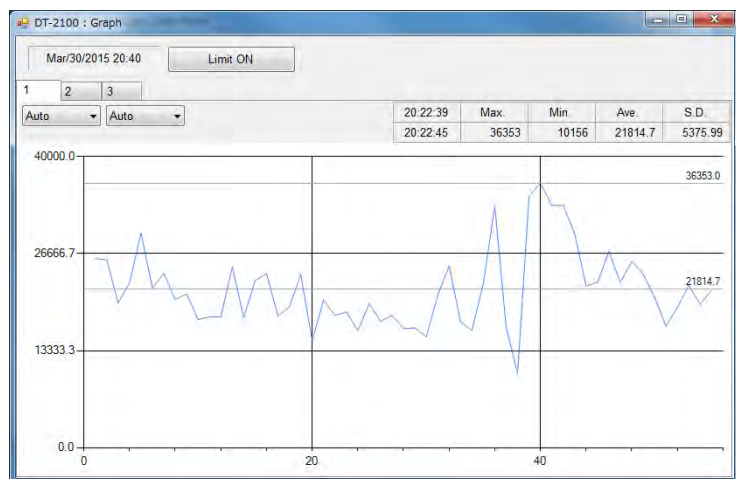 DT-2100 : Graph
Mar/30/2015 20:40 Limit ON
1 2 3
Auto Auto
20:22:39 Max. Min. Ave. S.D.
20:22:45 36353 10156 21814.7 5375.99
40000.0
36353.0
26666.7
21814.7
13333.3
0.0
0 20 40